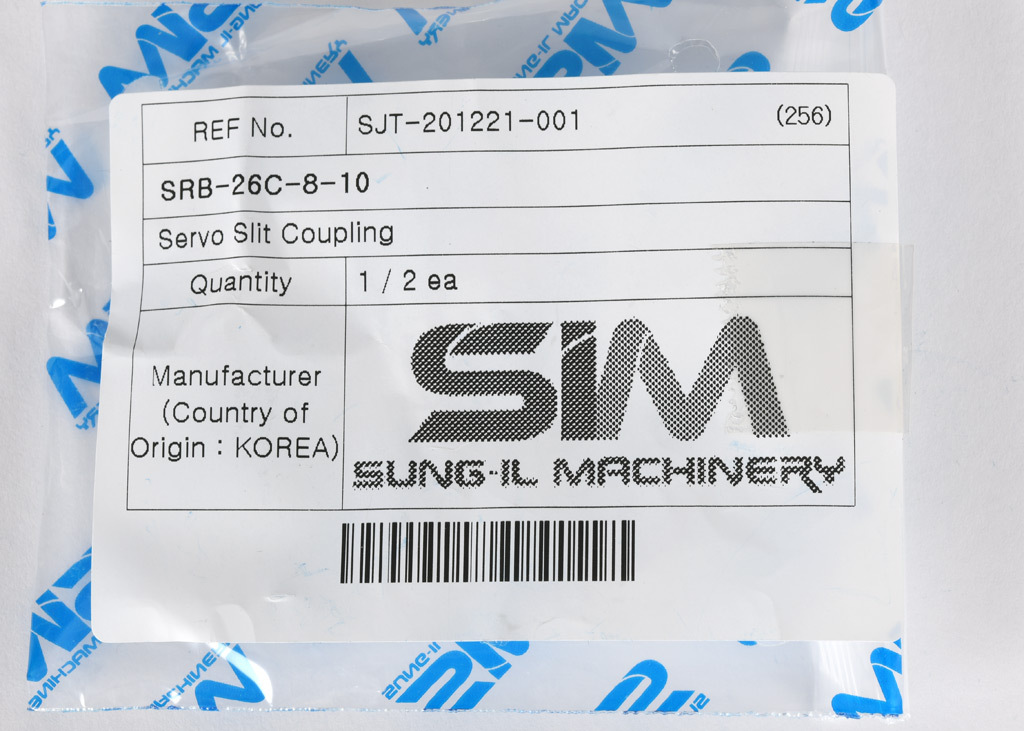 REF No. SJT-201221-001 (256)
SRB-26C-8-10
Servo Slit Coupling
Quantity 1 / 2 ea
Manufacturer
(Country of
Origin : KOREA)
SIM
SUNG-IL MACHINERY